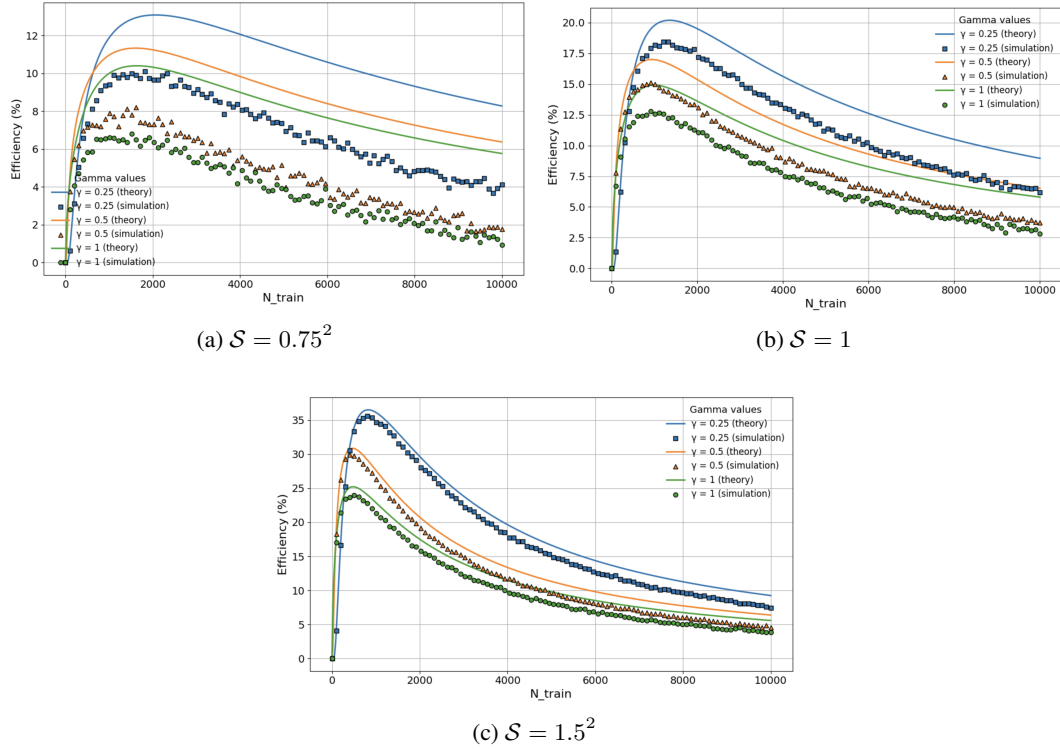 Efficiency (%)
12
10
8
6
4
2
0
Gamma values
γ = 0.25 (theory)
γ = 0.25 (simulation)
γ = 0.5 (theory)
γ = 0.5 (simulation)
γ = 1 (theory)
γ = 1 (simulation)
0 2000 4000 6000 8000 10000
N_train
(a) 𝒮 = 0.75²
Efficiency (%)
20.0
17.5
15.0
12.5
10.0
7.5
5.0
2.5
0.0
Gamma values
γ = 0.25 (theory)
γ = 0.25 (simulation)
γ = 0.5 (theory)
γ = 0.5 (simulation)
γ = 1 (theory)
γ = 1 (simulation)
0 2000 4000 6000 8000 10000
N_train
(b) 𝒮 = 1
Efficiency (%)
35
30
25
20
15
10
5
0
Gamma values
γ = 0.25 (theory)
γ = 0.25 (simulation)
γ = 0.5 (theory)
γ = 0.5 (simulation)
γ = 1 (theory)
γ = 1 (simulation)
0 2000 4000 6000 8000 10000
N_train
(c) 𝒮 = 1.5²